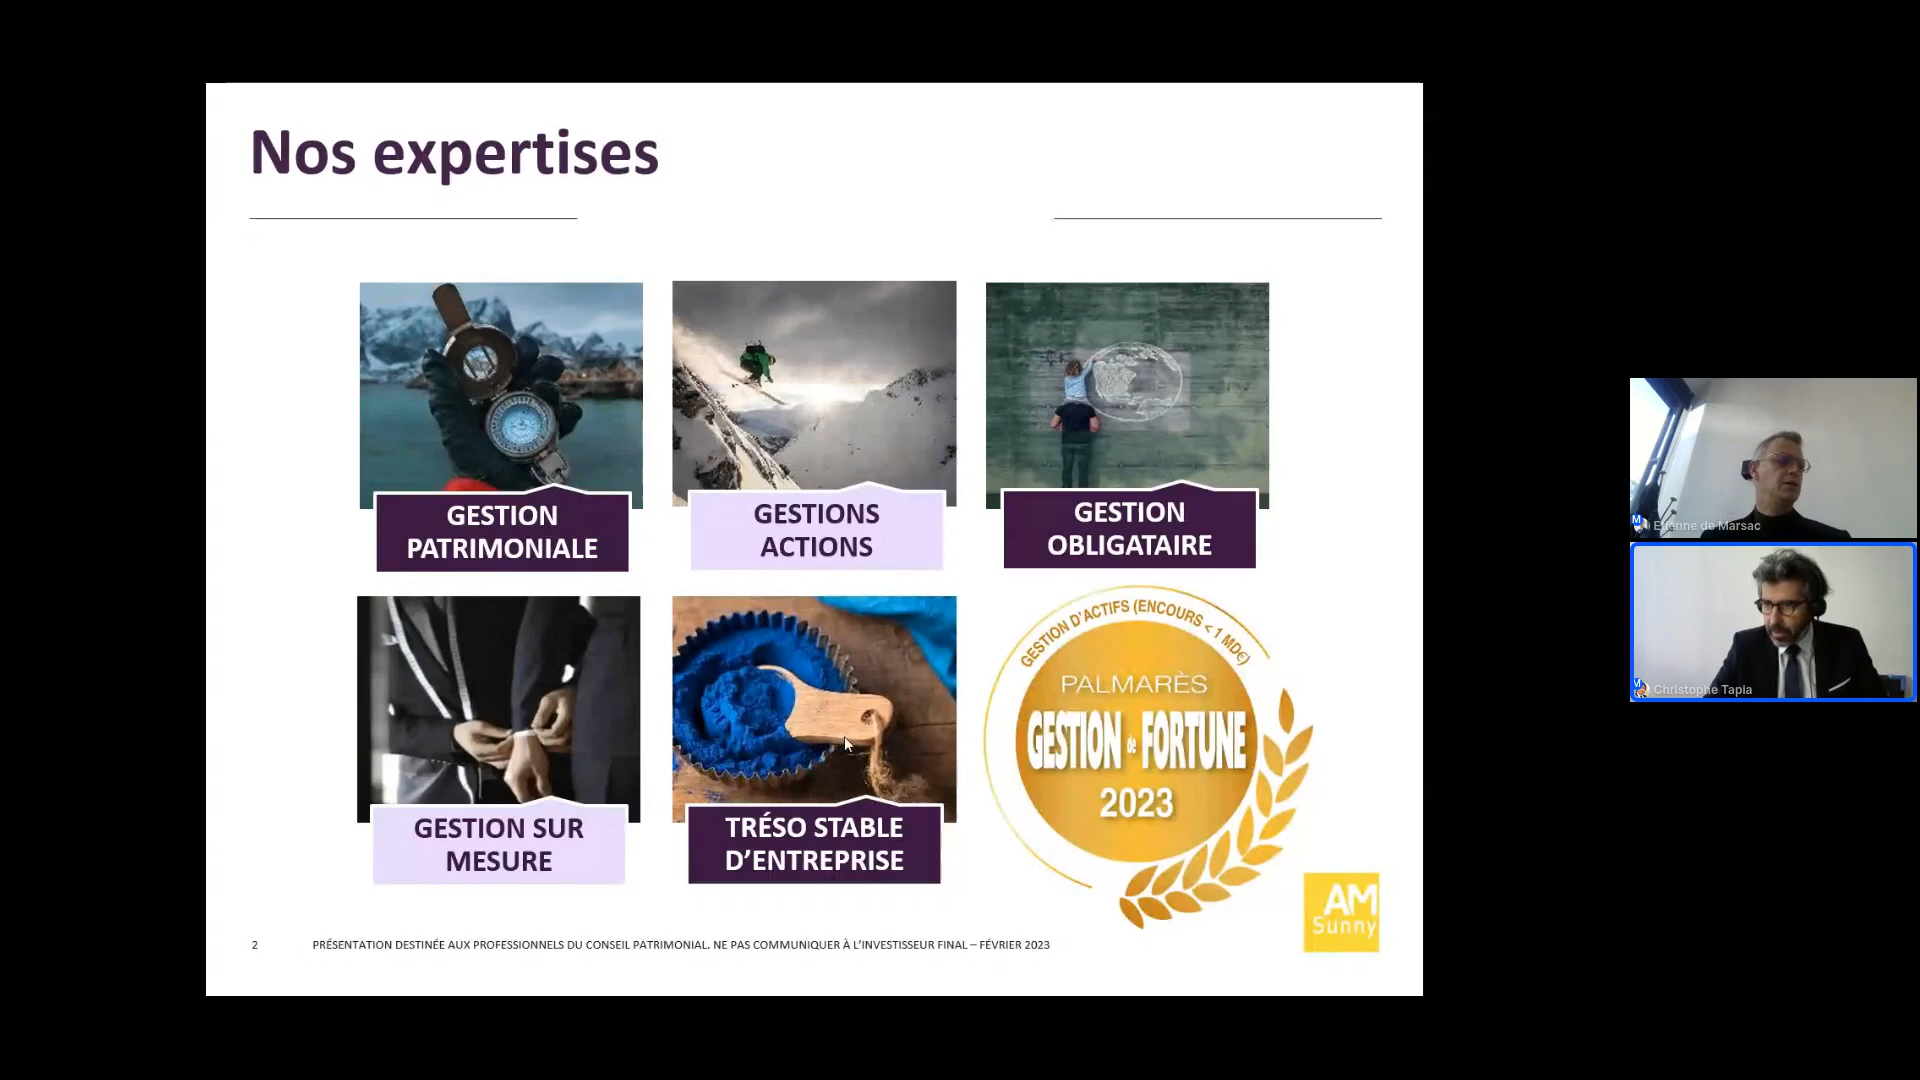 Nos expertises
GESTION
PATRIMONIALE
GESTIONS
ACTIONS
GESTION
OBLIGATAIRE
GESTION SUR
MESURE
TRÉSO STABLE
D’ENTREPRISE
GESTION D’ACTIFS (ENCOURS < 1 MD€)
PALMARÈS
GESTION de FORTUNE
2023
AM
Sunny
2
PRÉSENTATION DESTINÉE AUX PROFESSIONNELS DU CONSEIL PATRIMONIAL. NE PAS COMMUNIQUER À L’INVESTISSEUR FINAL – FÉVRIER 2023
Etienne de Marsac
Christophe Tapia